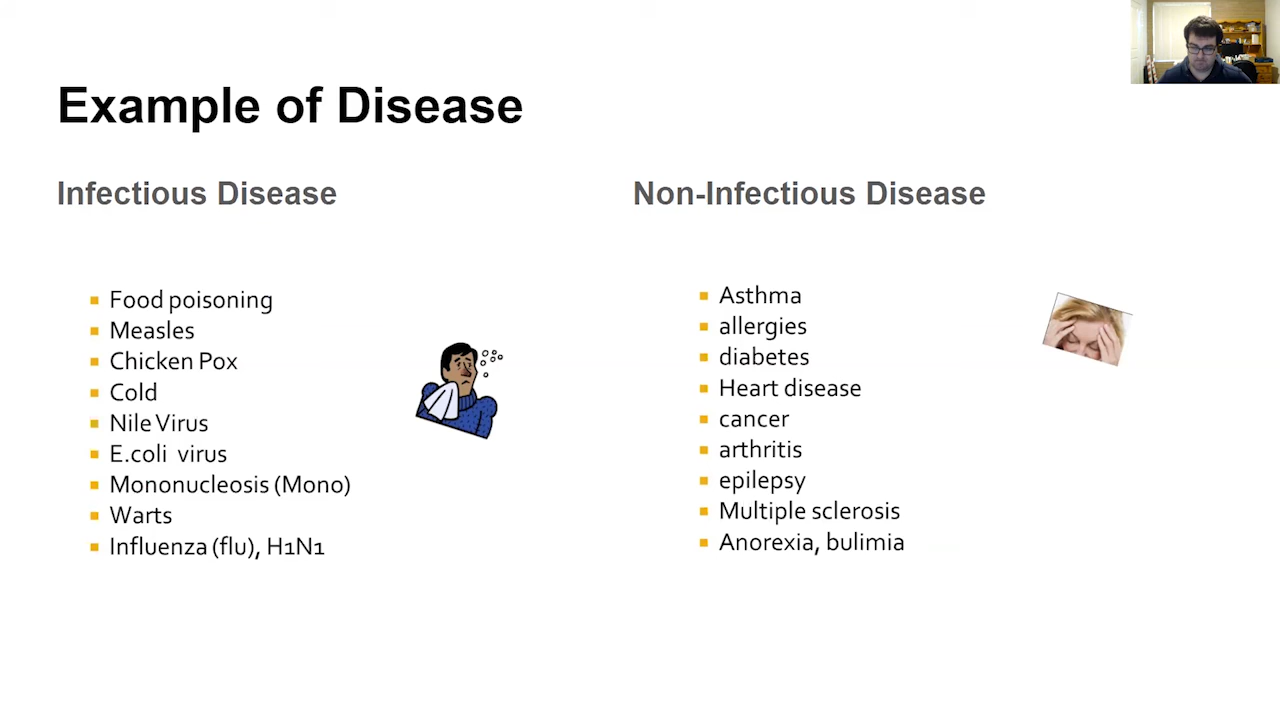 Example of Disease
Infectious Disease
Food poisoning
Measles
Chicken Pox
Cold
Nile Virus
E.coli virus
Mononucleosis (Mono)
Warts
Influenza (flu), H1N1
Non-Infectious Disease
Asthma
allergies
diabetes
Heart disease
cancer
arthritis
epilepsy
Multiple sclerosis
Anorexia, bulimia